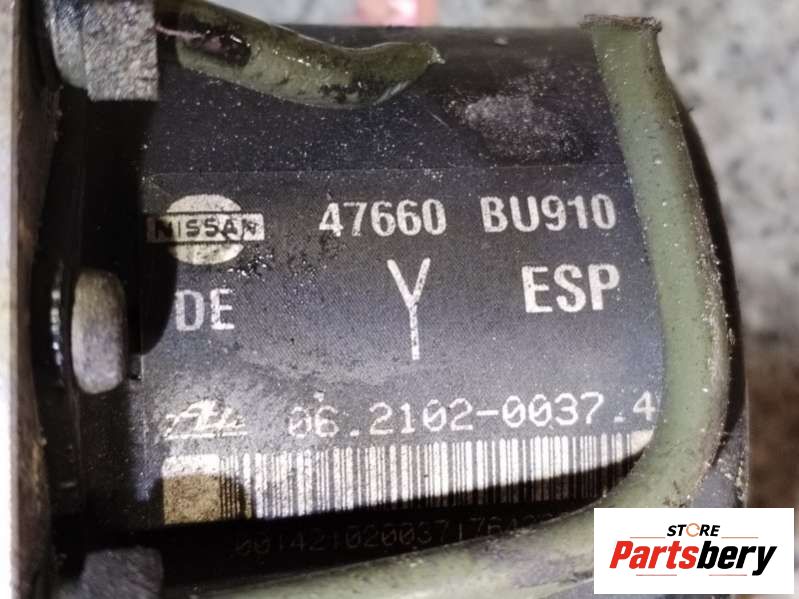 NISSAN 47660 BU910
DE Y ESP
06.2102-0037.4
STORE
Partsbery